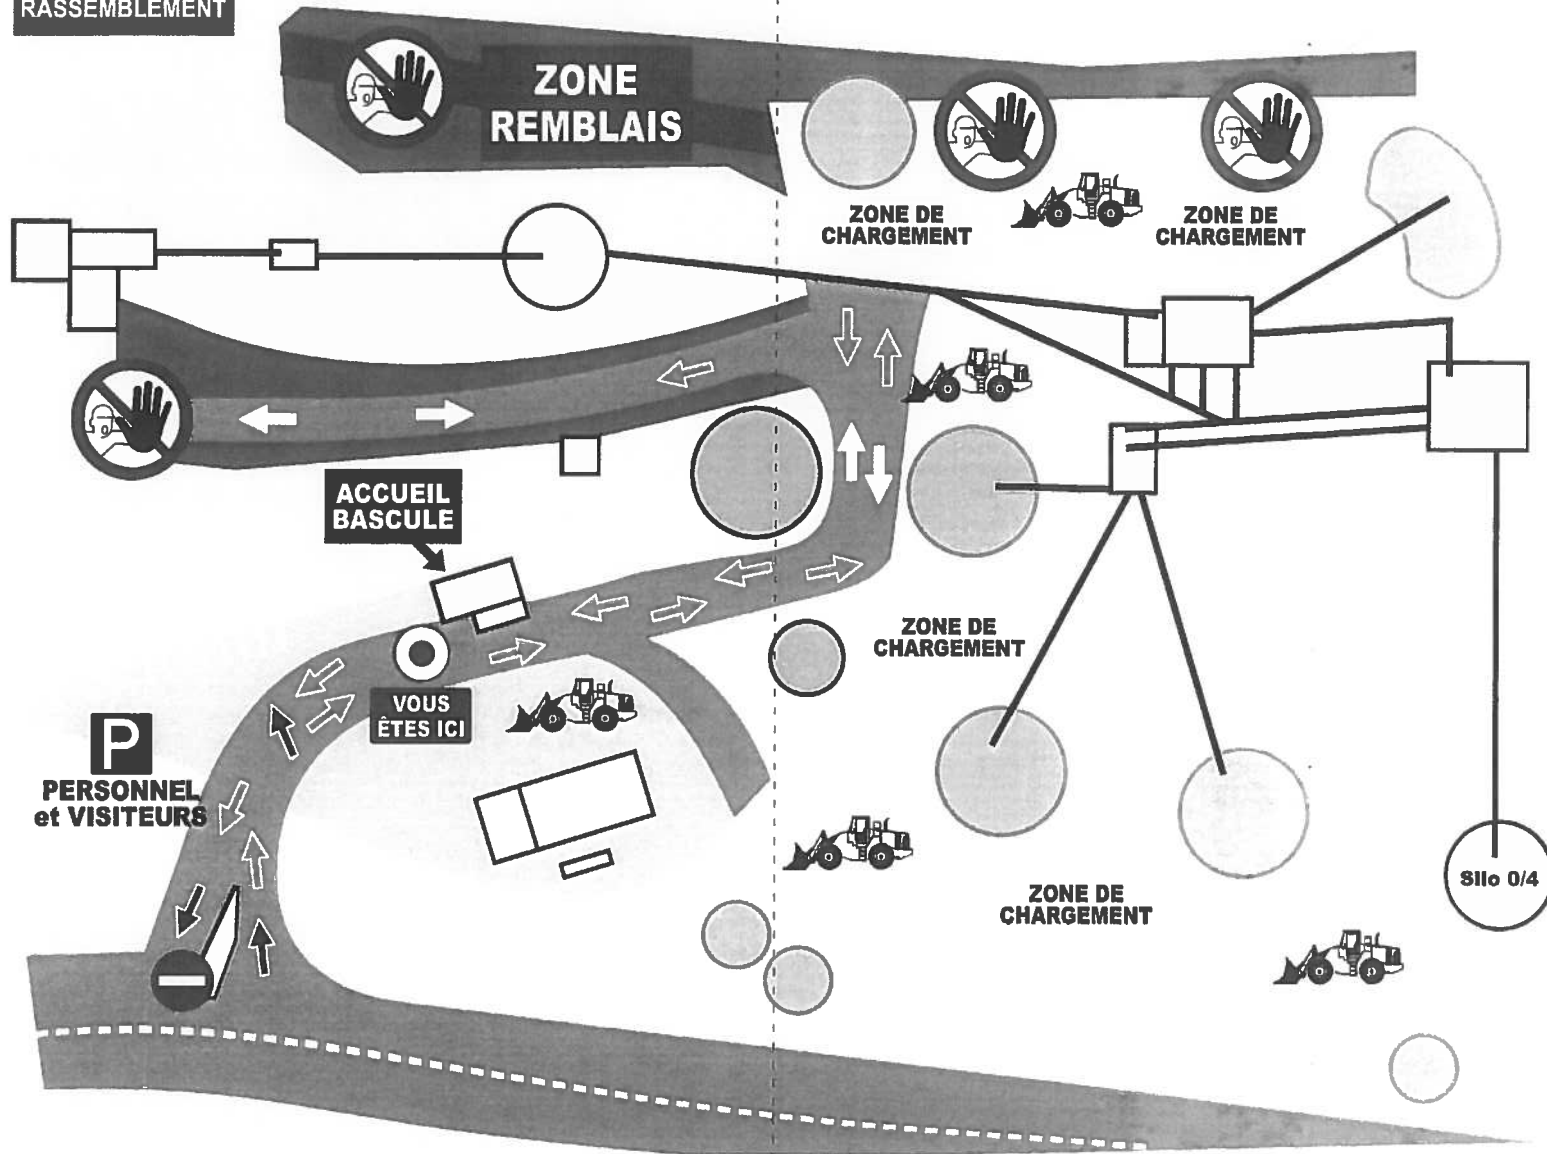 RASSEMBLEMENT
ZONE
REMBLAIS
ZONE DE
CHARGEMENT
ZONE DE
CHARGEMENT
ACCUEIL
BASCULE
ZONE DE
CHARGEMENT
VOUS
ÊTES ICI
P
PERSONNEL
et VISITEURS
Silo 0/4
ZONE DE
CHARGEMENT